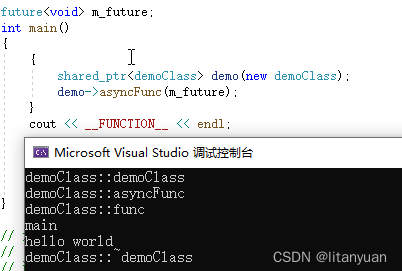 future<void> m_future;
int main()
{
{
shared_ptr<demoClass> demo(new demoClass);
demo->asyncFunc(m_future);
}
cout << __FUNCTION__ << endl;
}
//
//
Microsoft Visual Studio 调试控制台
demoClass::demoClass
demoClass::asyncFunc
demoClass::func
main
hello world
demoClass::~demoClass
CSDN @litanyuan